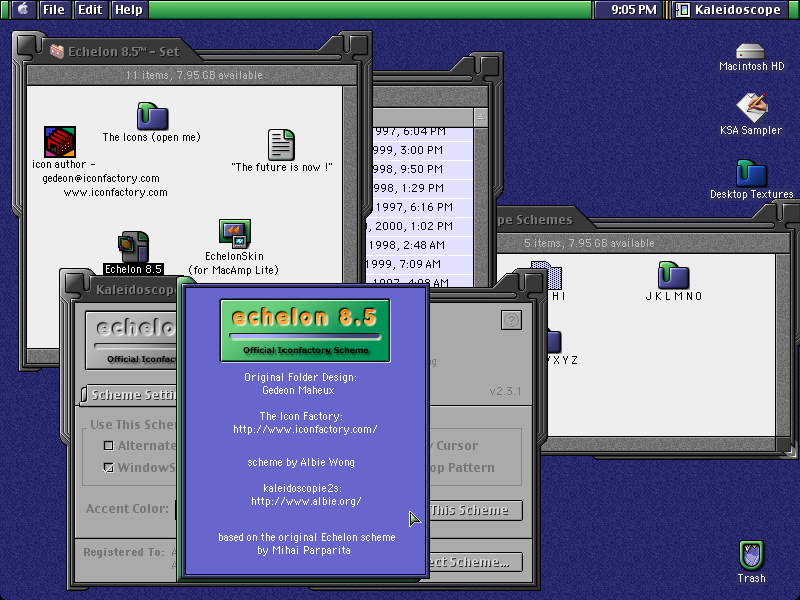 File Edit Help
9:05 PM
Kaleidoscope
Echelon 8.5™ - Set
11 items, 7.95 GB available
The Icons (open me)
icon author -
gedeon@iconfactory.com
www.iconfactory.com
"The future is now !"
Echelon 8.5
EchelonSkin
(for MacAmp Lite)
997, 6:04 PM
999, 3:00 PM
998, 9:50 PM
998, 1:29 PM
1997, 6:16 PM
, 2000, 1:02 PM
1998, 2:48 AM
1999, 7:09 AM
1997, 4:08 AM
Macintosh HD
KSA Sampler
Desktop Textures
pe Schemes
5 items, 7.95 GB available
H I
J K L M N O
X Y Z
Kaleidoscop
echelo
Official Iconfac
Scheme Setti
Use This Schem
Alternate
WindowS
Accent Color:
Registered To: A
A
echelon 8.5
Official Iconfactory Scheme
Original Folder Design:
Gedeon Maheux
The Icon Factory:
http://www.iconfactory.com/
scheme by Albie Wong
kaleidoscopie2s:
http://www.albie.org/
based on the original Echelon scheme
by Mihai Parparita
?
ng
v2.3.1
y Cursor
op Pattern
This Scheme
ect Scheme...
Trash